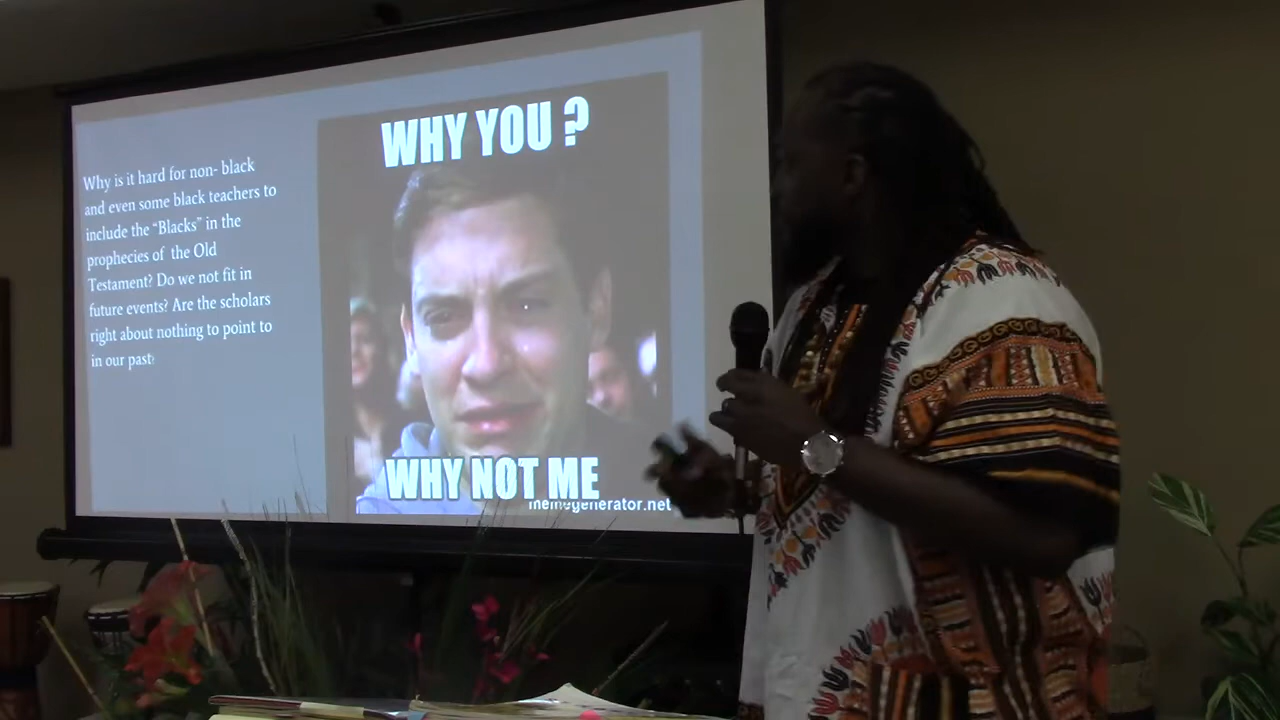 Why is it hard for non- black
and even some black teachers to
include the “Blacks” in the
prophecies of the Old
Testament? Do we not fit in
future events? Are the scholars
right about nothing to point to
in our past
WHY YOU ?
WHY NOT ME
memegenerator.net